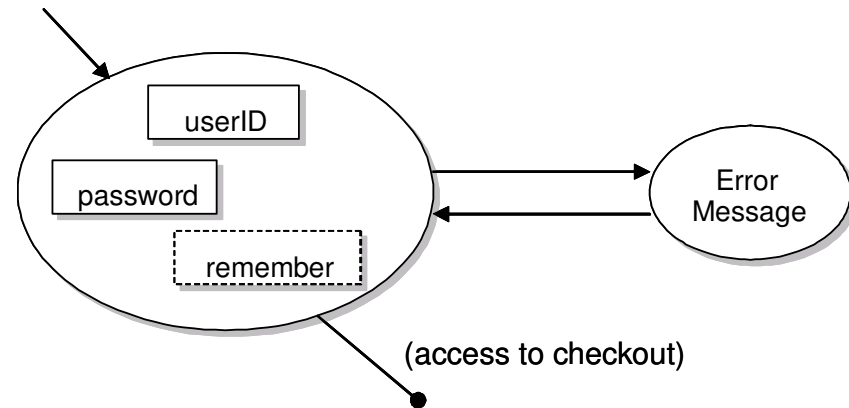 userID
password
remember
Error
Message
(access to checkout)